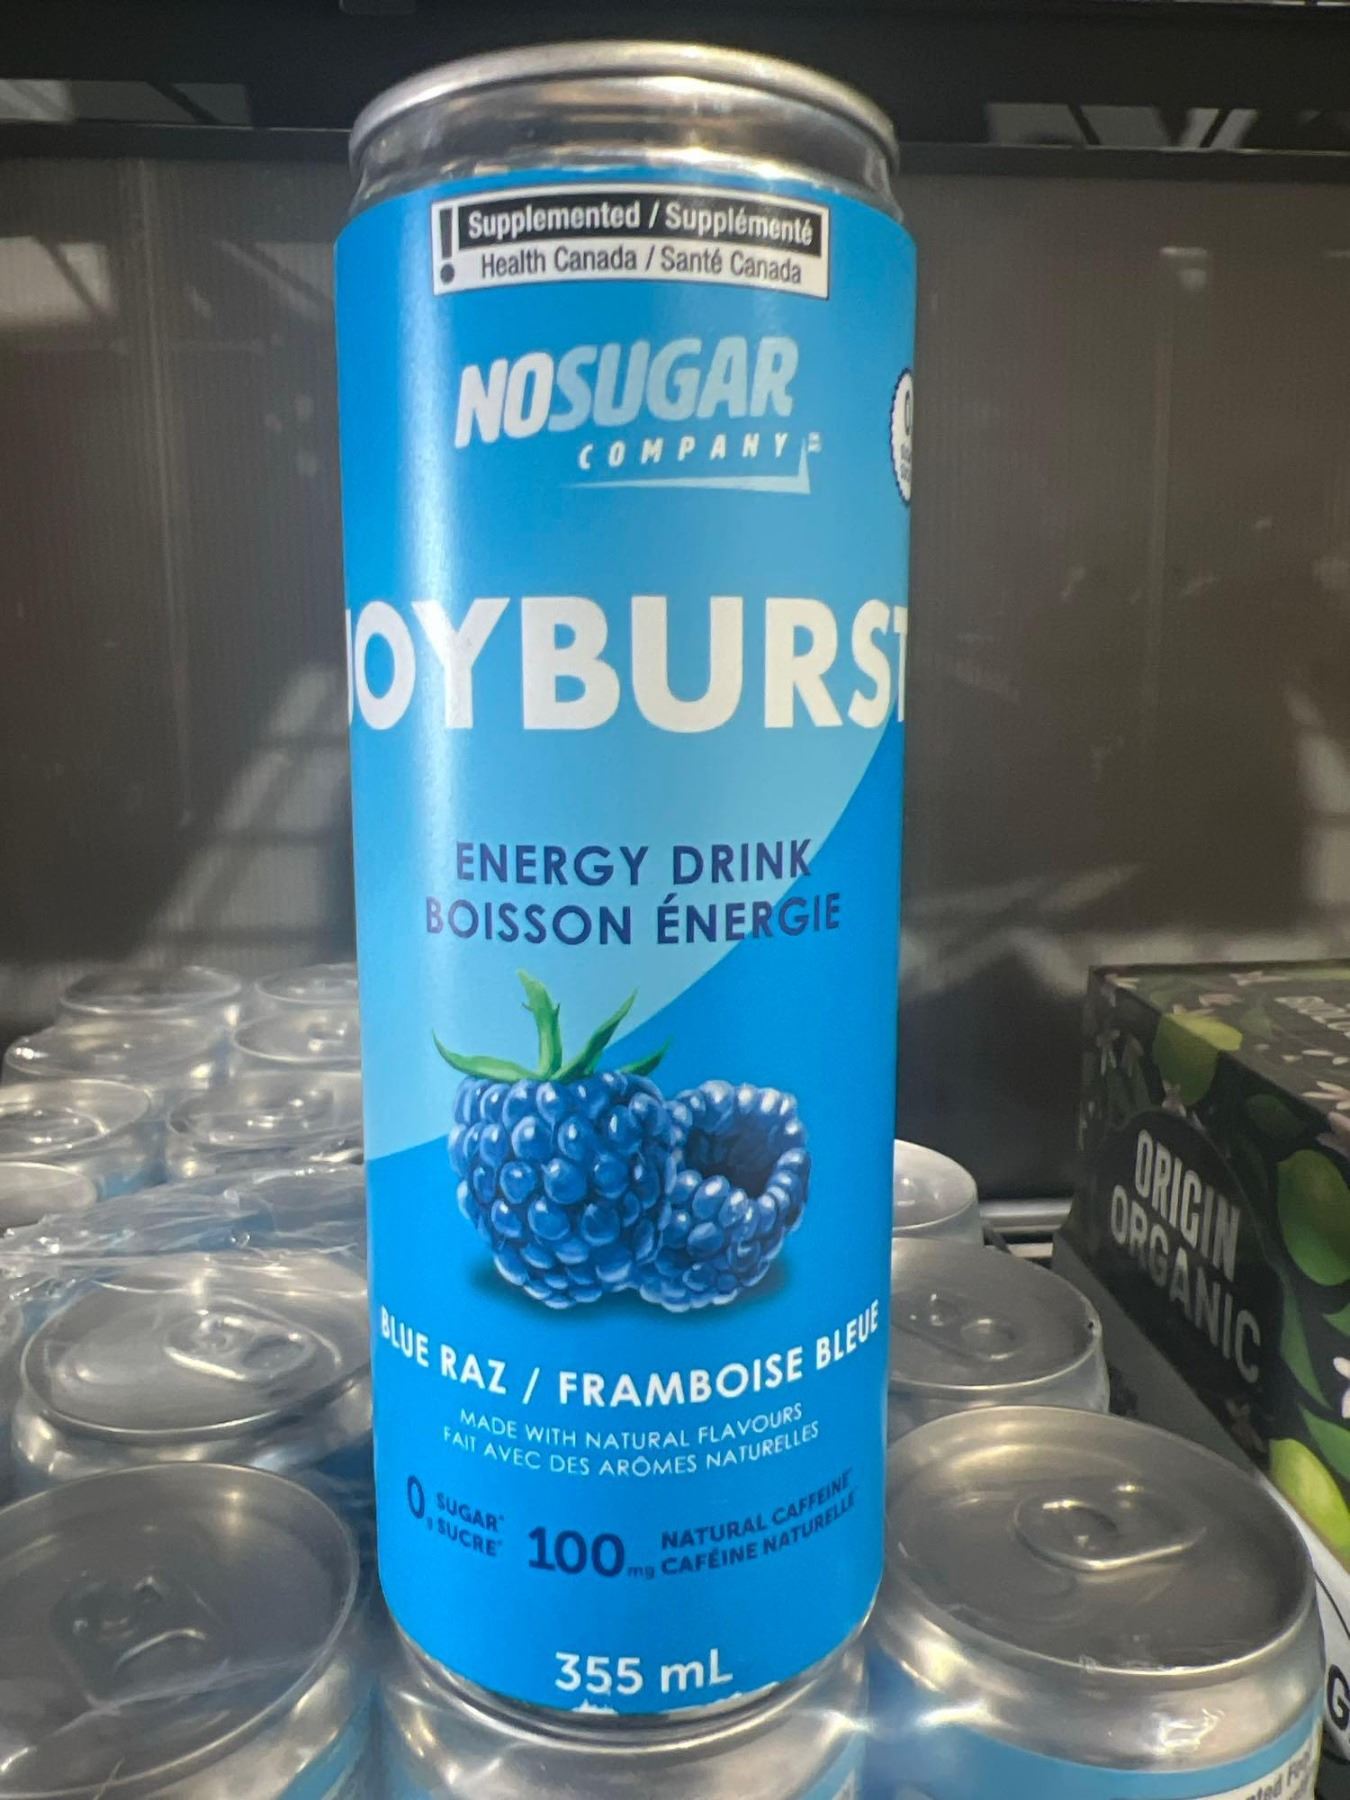 ! Supplemented / Supplémenté
Health Canada / Santé Canada
NOSUGAR
COMPANY
JOYBURST
ENERGY DRINK
BOISSON ÉNERGIE
BLUE RAZ / FRAMBOISE BLEUE
MADE WITH NATURAL FLAVOURS
FAIT AVEC DES ARÔMES NATURELLES
0g SUGAR*
SUCRE*
100mg NATURAL CAFFEINE
CAFÉINE NATURELLE
355 mL
ORIGIN
ORGANIC